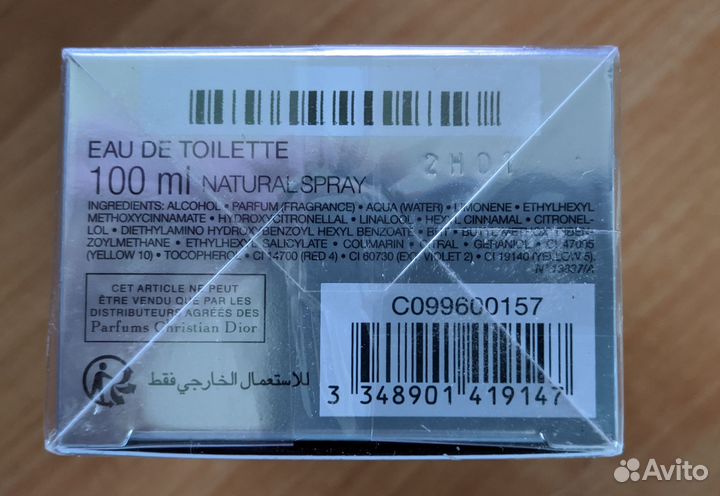 EAU DE TOILETTE
2H01
100 ml NATURAL SPRAY
INGREDIENTS: ALCOHOL • PARFUM (FRAGRANCE) • AQUA (WATER) • LIMONENE • ETHYLHEXYL
METHOXYCINNAMATE • HYDROXYCITRONELLAL • LINALOOL • HEXYL CINNAMAL • CITRONEL-
LOL • DIETHYLAMINO HYDROXYBENZOYL HEXYL BENZOATE • BHT • BUTYL METHOXYDIBEN-
ZOYLMETHANE • ETHYLHEXYL SALICYLATE • COUMARIN • CITRAL • GERANIOL • CI 47005
(YELLOW 10) • TOCOPHEROL • CI 14700 (RED 4) • CI 60730 (EXT. VIOLET 2) • CI 19140 (YELLOW 5).
CET ARTICLE NE PEUT
ÊTRE VENDU QUE PAR LES
DISTRIBUTEURS AGRÉÉS DES
Parfums Christian Dior
للاستعمال الخارجي فقط
C099600157
3 348901 419147
Avito